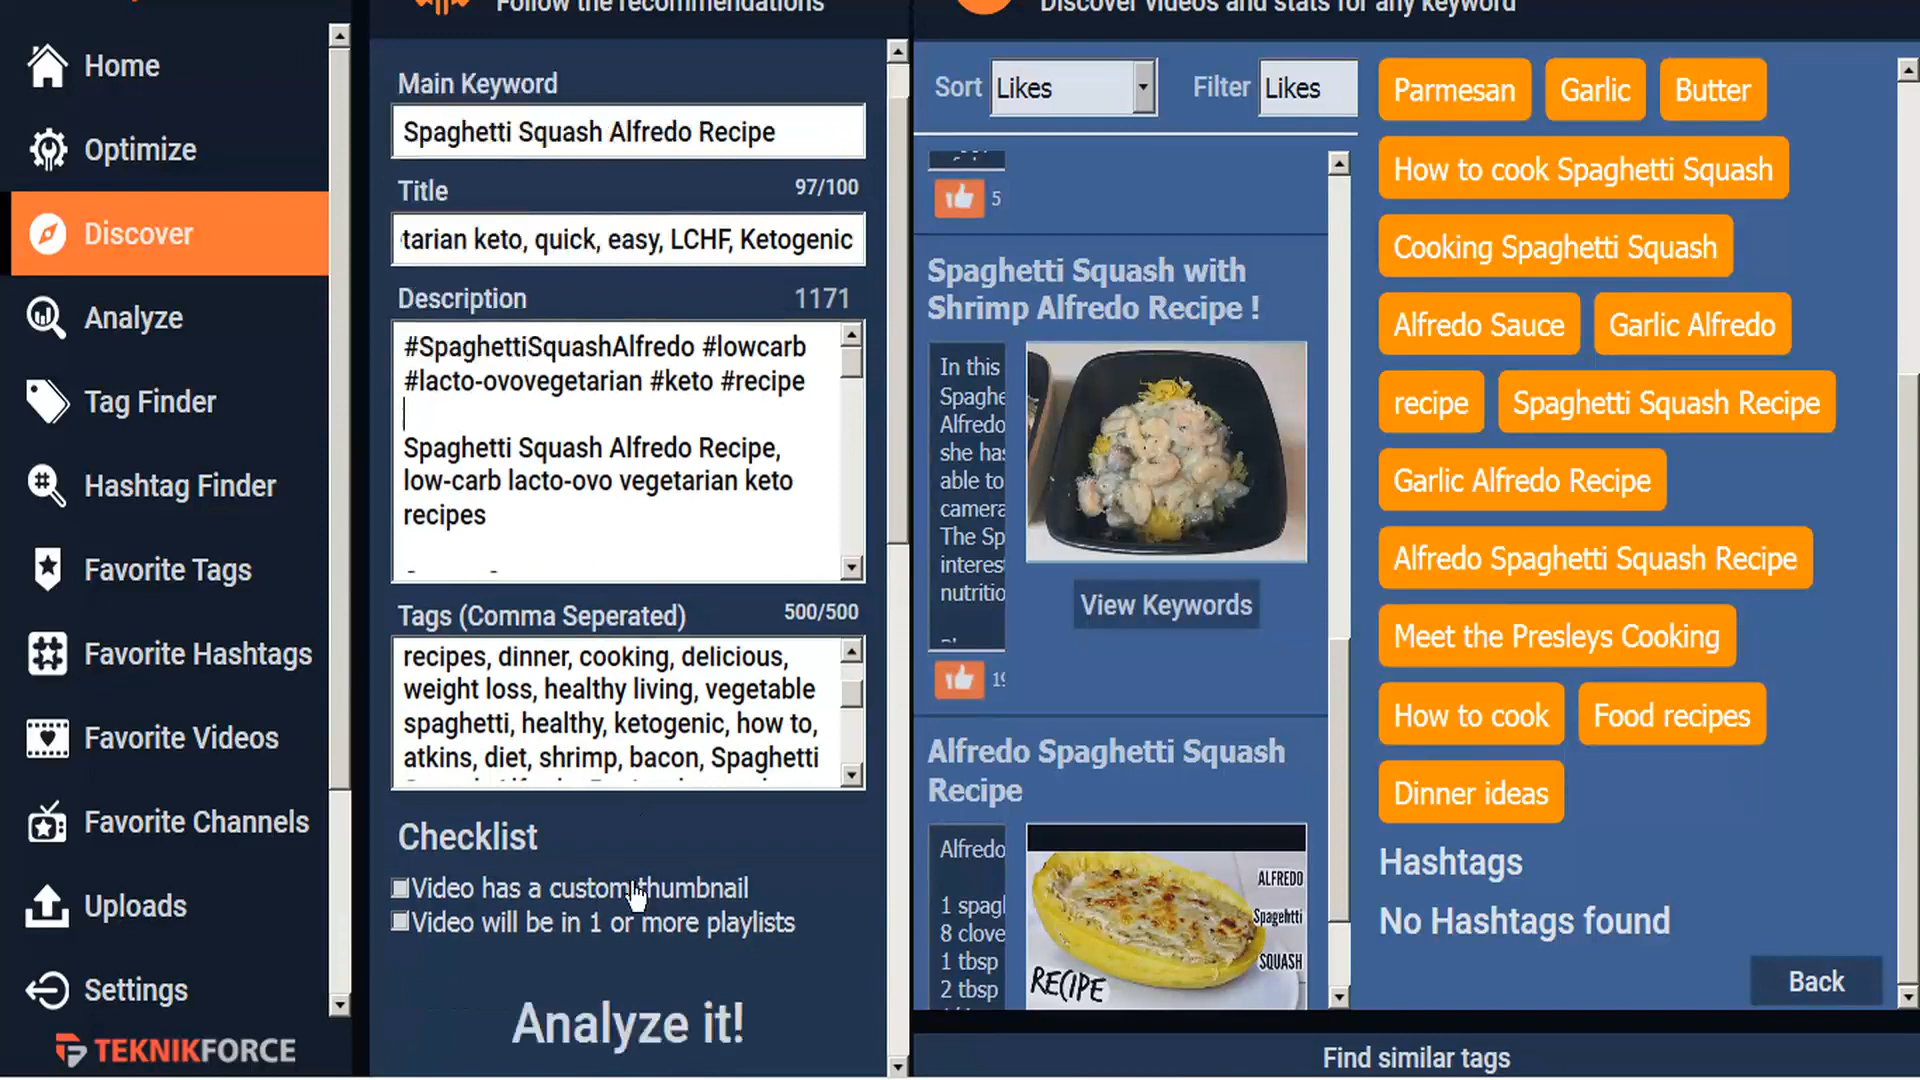 Home
Optimize
Discover
Analyze
Tag Finder
Hashtag Finder
Favorite Tags
Favorite Hashtags
Favorite Videos
Favorite Channels
Uploads
Settings
TEKNIKFORCE
Follow the recommendations
Main Keyword
Spaghetti Squash Alfredo Recipe
Title 97/100
tarian keto, quick, easy, LCHF, Ketogenic
Description 1171
#SpaghettiSquashAlfredo #lowcarb
#lacto-ovovegetarian #keto #recipe
Spaghetti Squash Alfredo Recipe,
low-carb lacto-ovo vegetarian keto
recipes
Tags (Comma Seperated) 500/500
recipes, dinner, cooking, delicious,
weight loss, healthy living, vegetable
spaghetti, healthy, ketogenic, how to,
atkins, diet, shrimp, bacon, Spaghetti
Checklist
Video has a custom thumbnail
Video will be in 1 or more playlists
Analyze it!
Discover videos and stats for any keyword
Sort Likes Filter Likes
5
Spaghetti Squash with
Shrimp Alfredo Recipe !
In this
Spaghe
Alfredo
she has
able to
camera
The Sp
interes
nutritio
View Keywords
19
Alfredo Spaghetti Squash
Recipe
Alfredo
1 spag
8 clove
1 tbsp
2 tbsp
ALFREDO
Spagehtti
SQUASH
RECIPE
Parmesan Garlic Butter
How to cook Spaghetti Squash
Cooking Spaghetti Squash
Alfredo Sauce Garlic Alfredo
recipe Spaghetti Squash Recipe
Garlic Alfredo Recipe
Alfredo Spaghetti Squash Recipe
Meet the Presleys Cooking
How to cook Food recipes
Dinner ideas
Hashtags
No Hashtags found
Back
Find similar tags